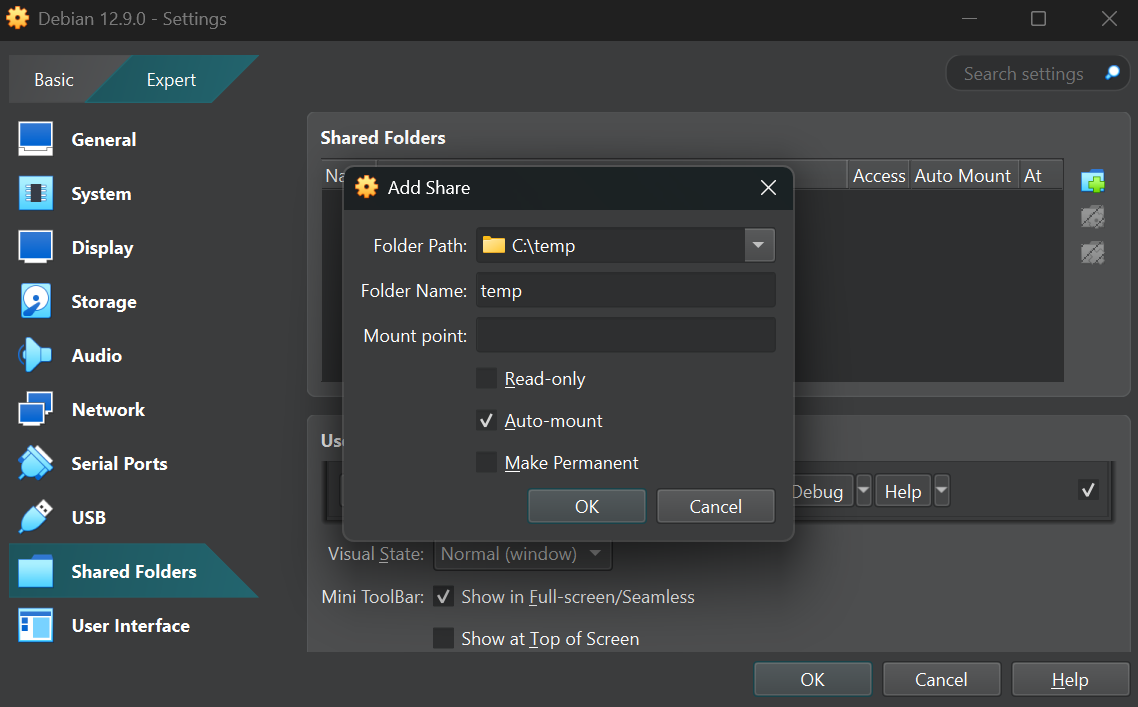 Debian 12.9.0 - Settings
Basic
Expert
Search settings
General
System
Display
Storage
Audio
Network
Serial Ports
USB
Shared Folders
User Interface
Shared Folders
Na
Access
Auto Mount
At
Add Share
Folder Path: C:\temp
Folder Name: temp
Mount point:
Read-only
Auto-mount
Make Permanent
OK
Cancel
Use
Debug
Help
Visual State: Normal (window)
Mini ToolBar: Show in Full-screen/Seamless
Show at Top of Screen
OK
Cancel
Help